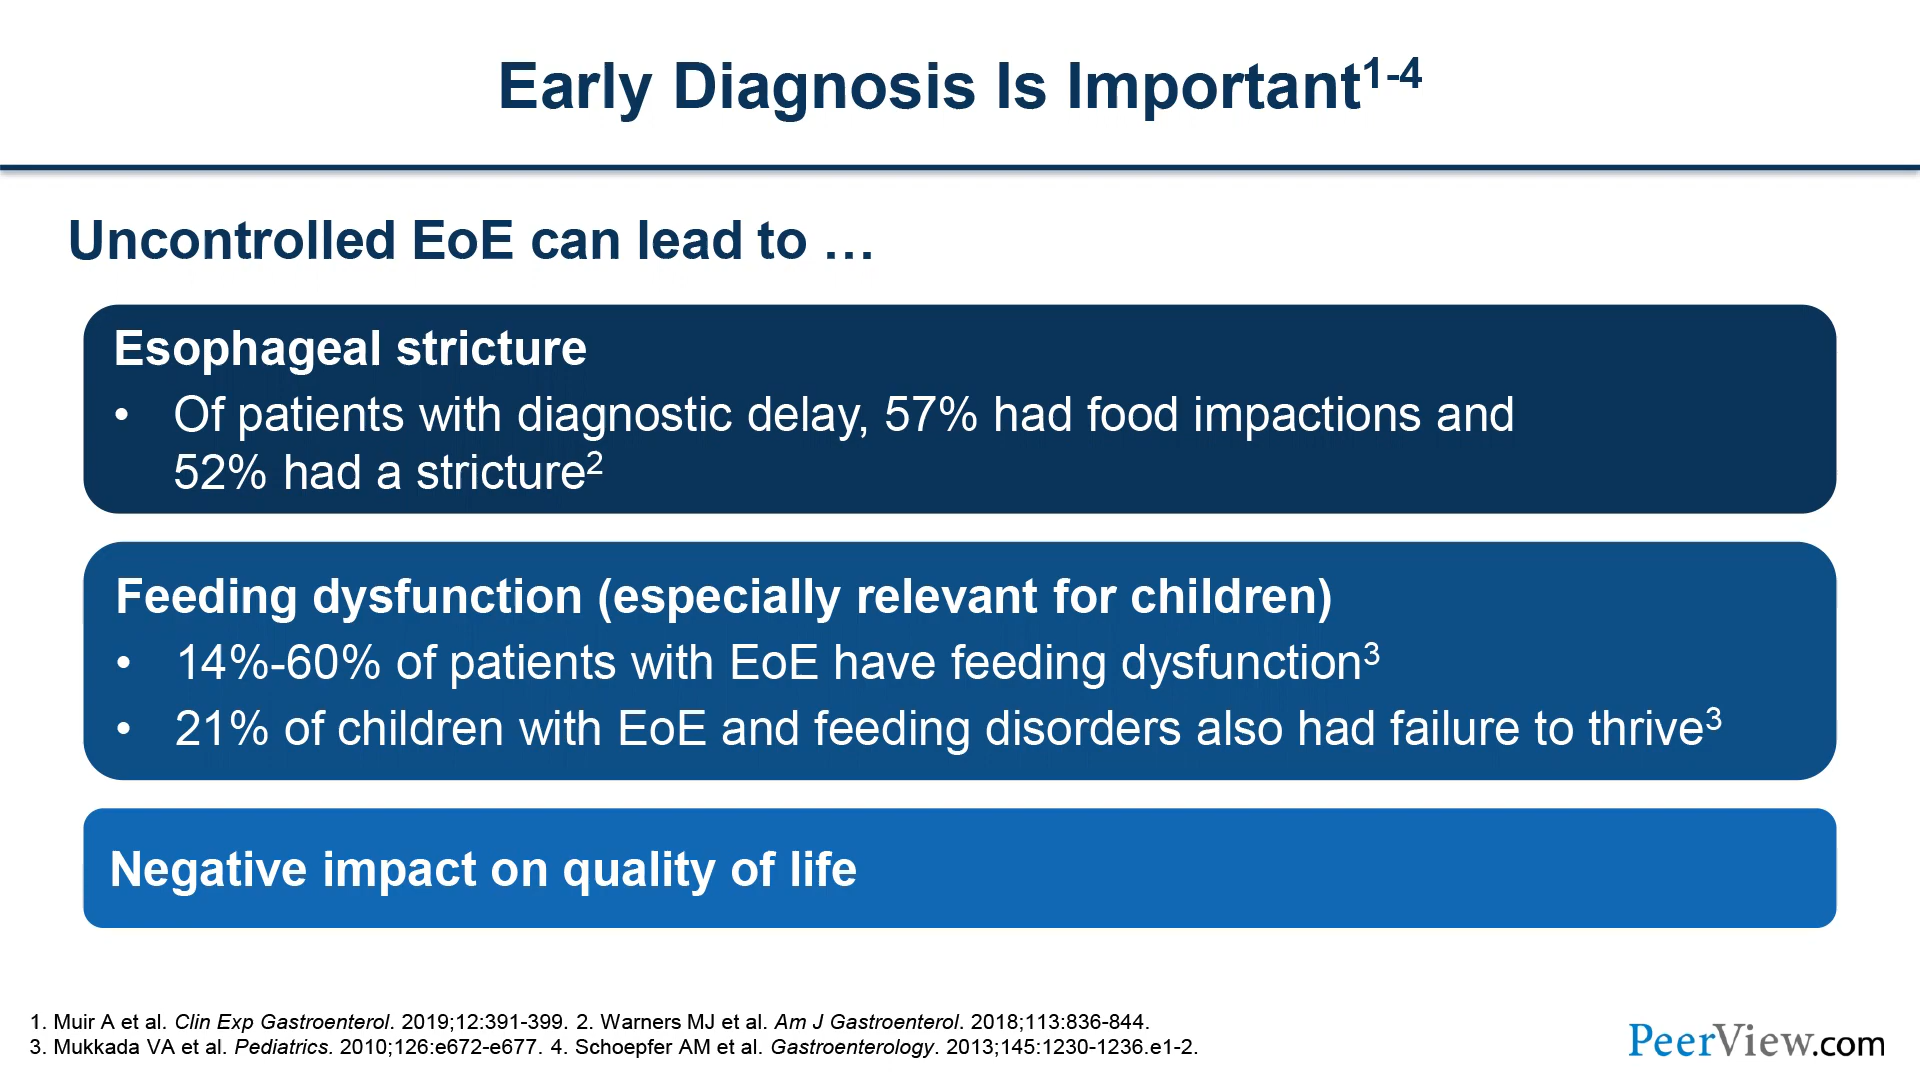 Early Diagnosis Is Important1-4
Uncontrolled EoE can lead to …
Esophageal stricture
• Of patients with diagnostic delay, 57% had food impactions and
52% had a stricture2
Feeding dysfunction (especially relevant for children)
• 14%-60% of patients with EoE have feeding dysfunction3
• 21% of children with EoE and feeding disorders also had failure to thrive3
Negative impact on quality of life
1. Muir A et al. Clin Exp Gastroenterol. 2019;12:391-399. 2. Warners MJ et al. Am J Gastroenterol. 2018;113:836-844.
3. Mukkada VA et al. Pediatrics. 2010;126:e672-e677. 4. Schoepfer AM et al. Gastroenterology. 2013;145:1230-1236.e1-2.
PeerView.com